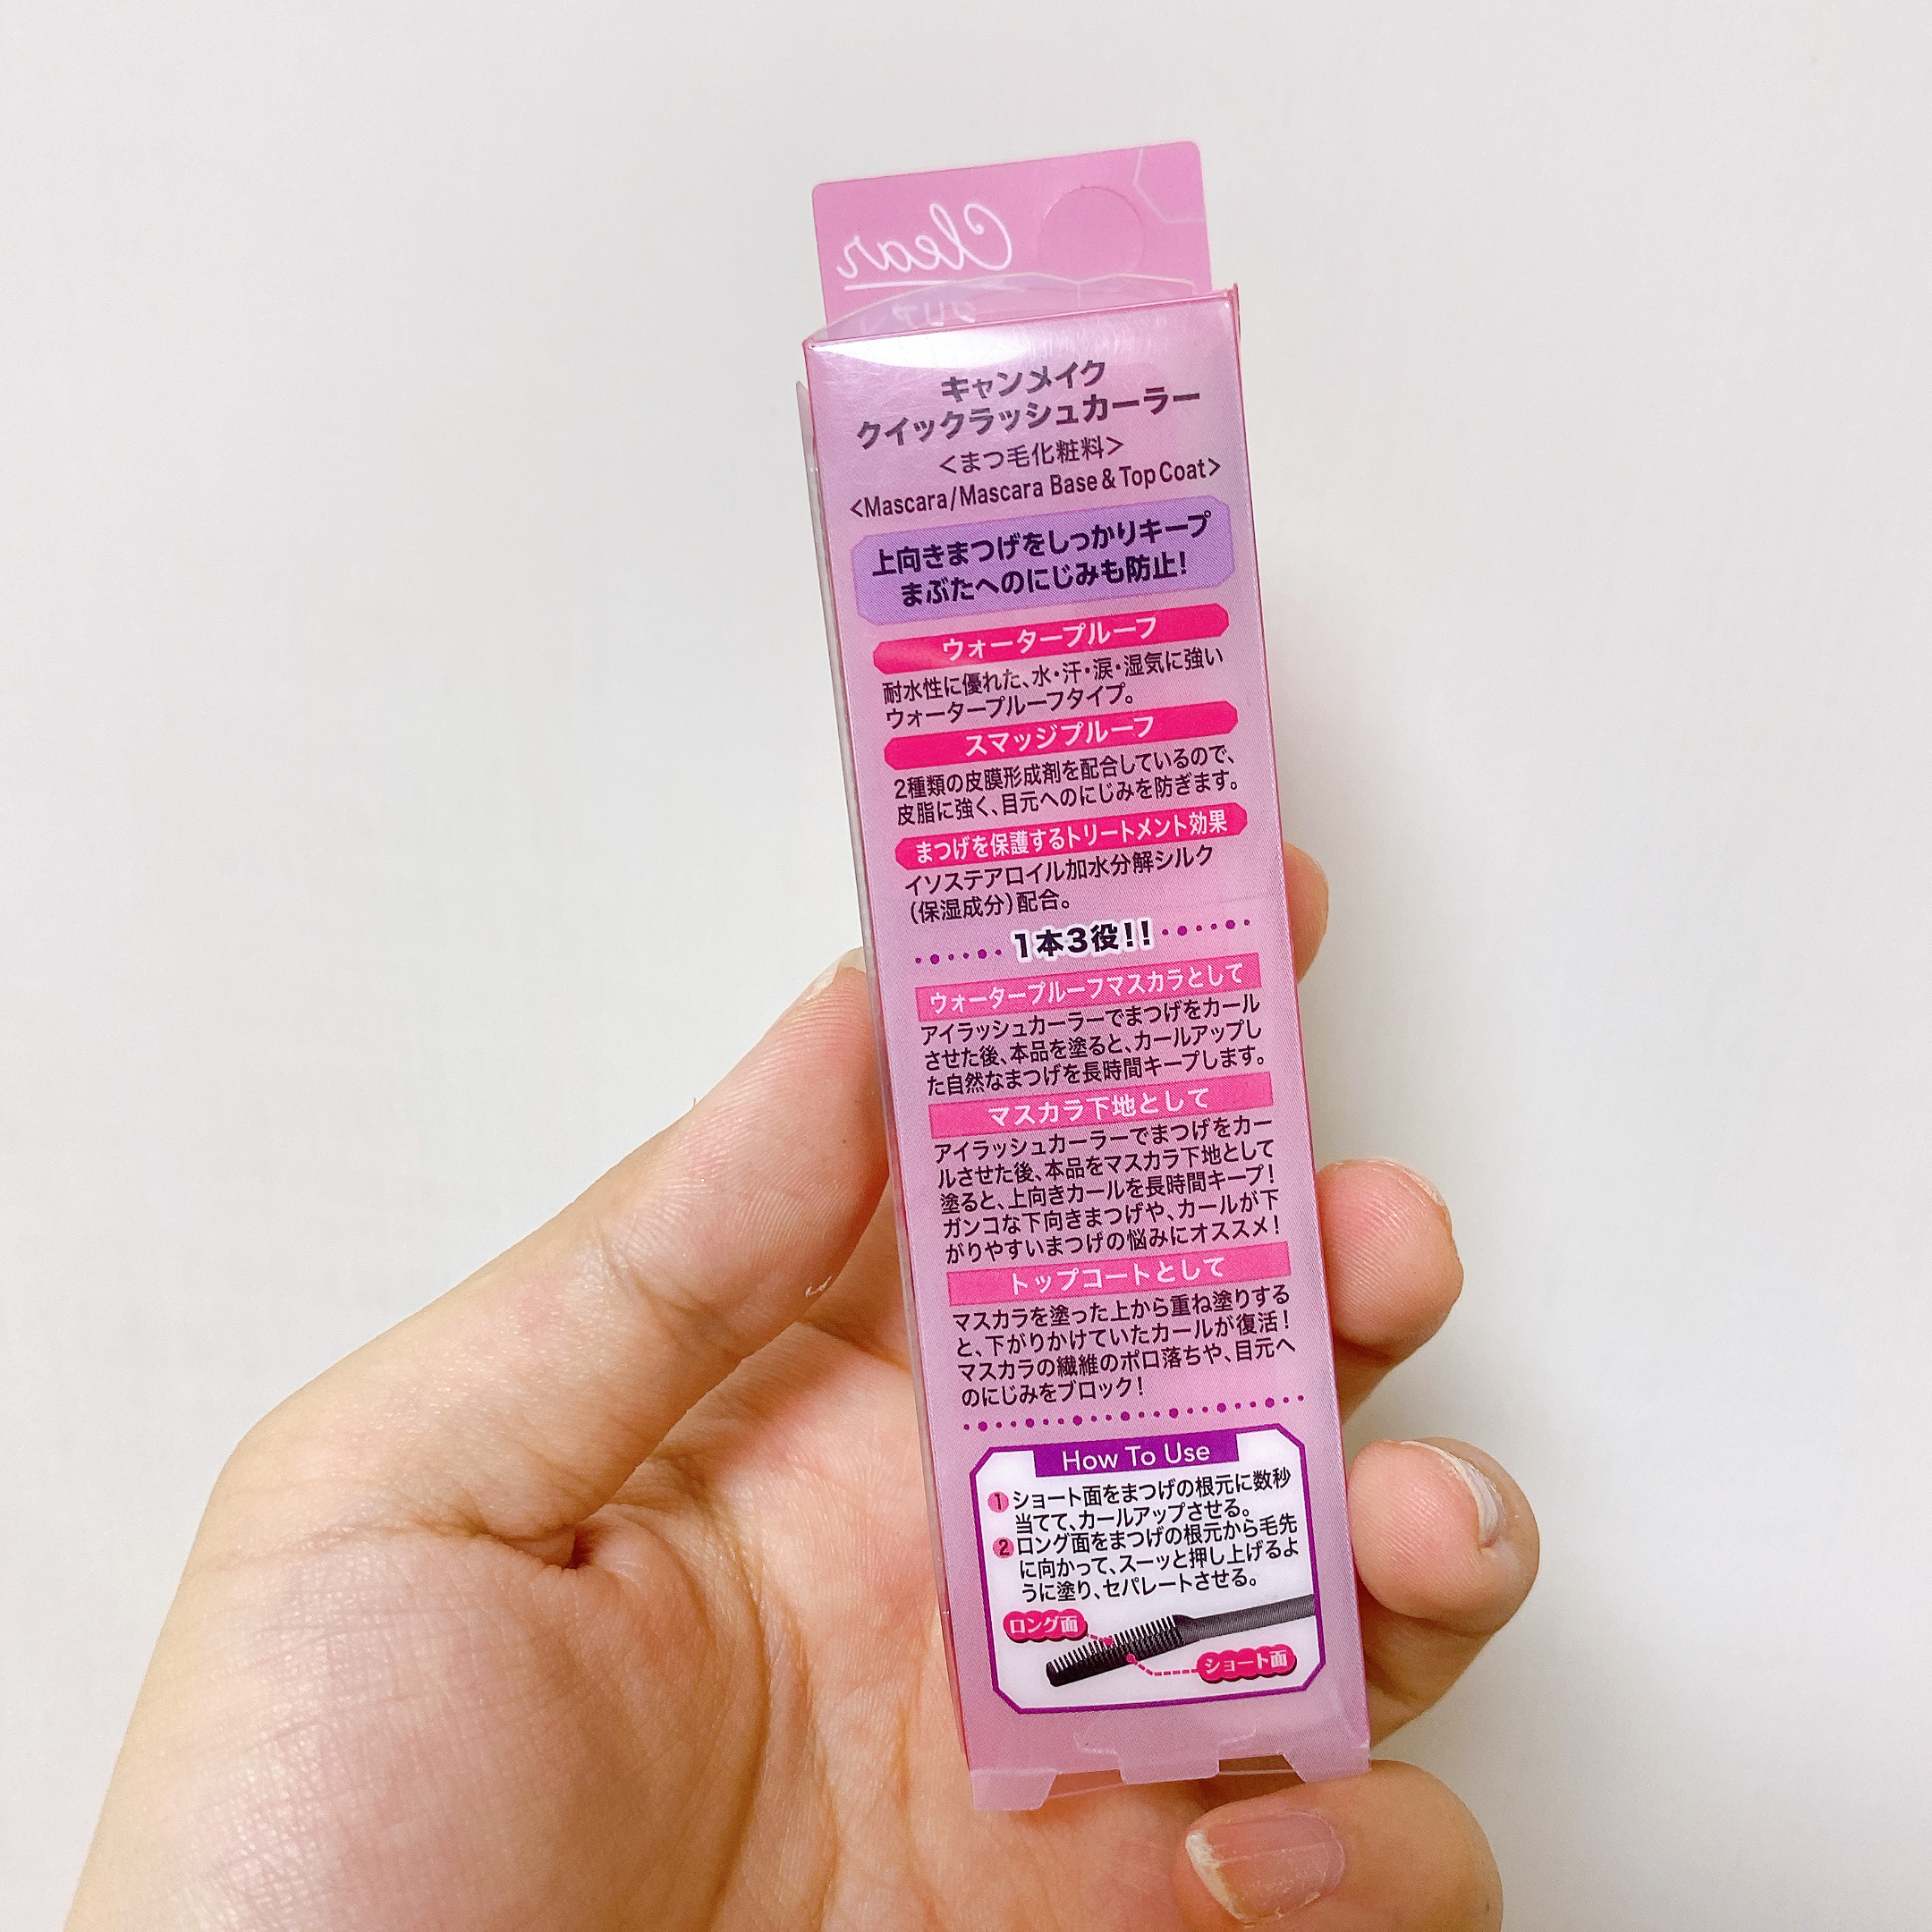 Clear
クリア
キャンメイク
クイックラッシュカーラー
<まつ毛化粧料>
<Mascara/Mascara Base & Top Coat>
上向きまつげをしっかりキープ
まぶたへのにじみも防止!
ウォータープルーフ
耐水性に優れた、水・汗・涙・湿気に強い
ウォータープルーフタイプ。
スマッジプルーフ
2種類の皮膜形成剤を配合しているので、
皮脂に強く、目元へのにじみを防ぎます。
まつげを保護するトリートメント効果
イソステアロイル加水分解シルク
(保湿成分)配合。
1本3役!!
ウォータープルーフマスカラとして
アイラッシュカーラーでまつげをカール
させた後、本品を塗ると、カールアップし
た自然なまつげを長時間キープします。
マスカラ下地として
アイラッシュカーラーでまつげをカー
ルさせた後、本品をマスカラ下地として
塗ると、上向きカールを長時間キープ!
ガンコな下向きまつげや、カールが下
がりやすいまつげの悩みにオススメ!
トップコートとして
マスカラを塗った上から重ね塗りする
と、下がりかけていたカールが復活!
マスカラの繊維のポロ落ちや、目元へ
のにじみをブロック!
How To Use
1 ショート面をまつげの根元に数秒
当てて、カールアップさせる。
2 ロング面をまつげの根元から毛先
に向かって、スーッと押し上げるよ
うに塗り、セパレートさせる。
ロング面
ショート面